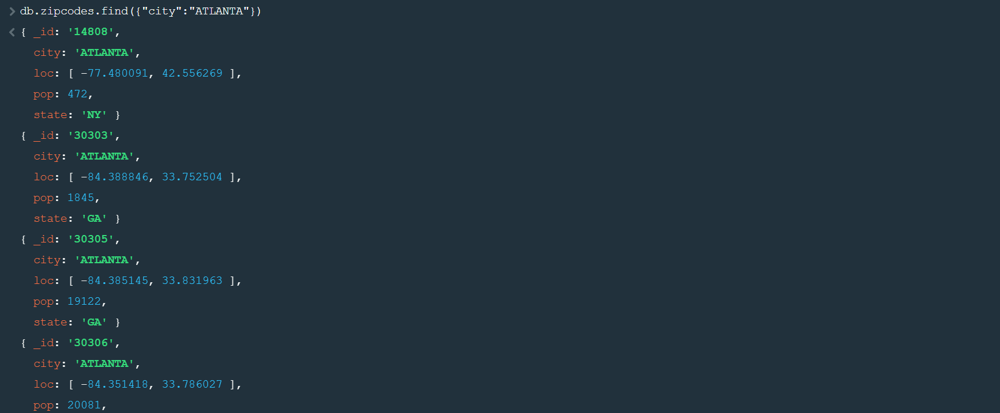 > db.zipcodes.find({"city":"ATLANTA"})
< { _id: '14808',
city: 'ATLANTA',
loc: [ -77.480091, 42.556269 ],
pop: 472,
state: 'NY' }
{ _id: '30303',
city: 'ATLANTA',
loc: [ -84.388846, 33.752504 ],
pop: 1845,
state: 'GA' }
{ _id: '30305',
city: 'ATLANTA',
loc: [ -84.385145, 33.831963 ],
pop: 19122,
state: 'GA' }
{ _id: '30306',
city: 'ATLANTA',
loc: [ -84.351418, 33.786027 ],
pop: 20081,